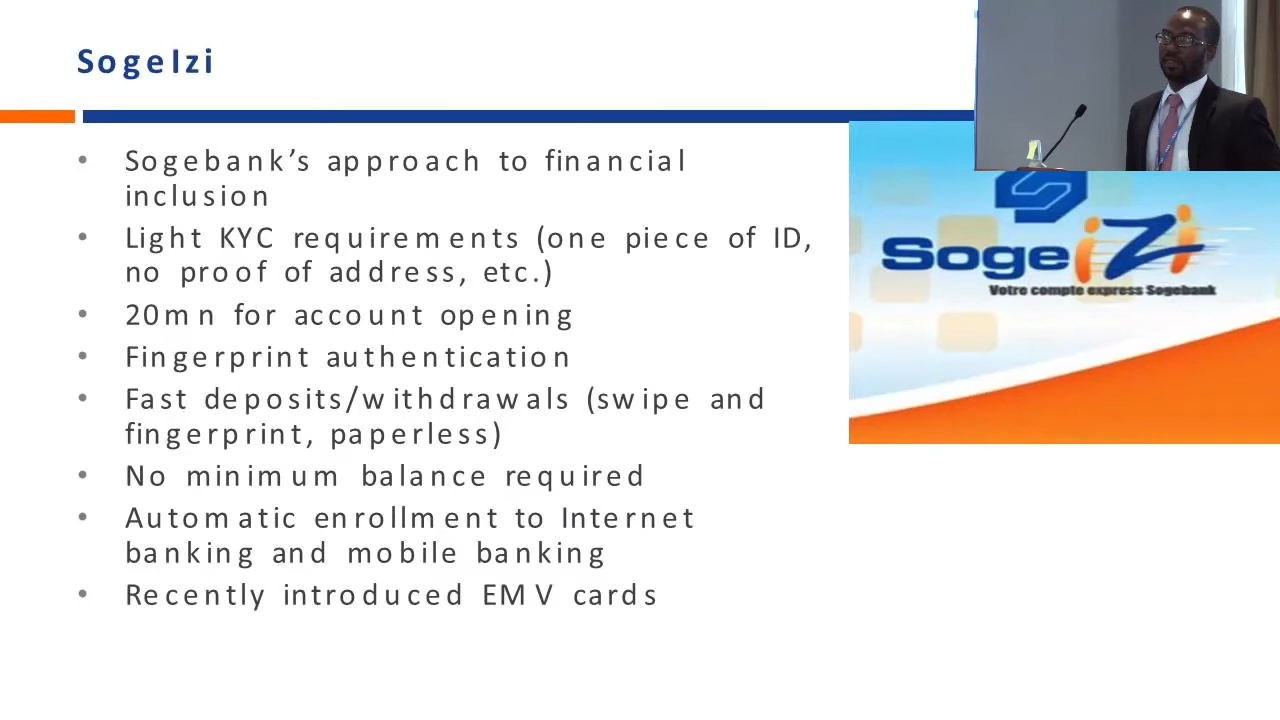 SogeIzi
• Sogebank’s approach to financial
inclusion
• Light KYC requirements (one piece of ID,
no proof of address, etc.)
• 20mn for account opening
• Fingerprint authentication
• Fast deposits/withdrawals (swipe and
fingerprint, paperless)
• No minimum balance required
• Automatic enrollment to Internet
banking and mobile banking
• Recently introduced EMV cards
SogeiZi
Votre compte express Sogebank